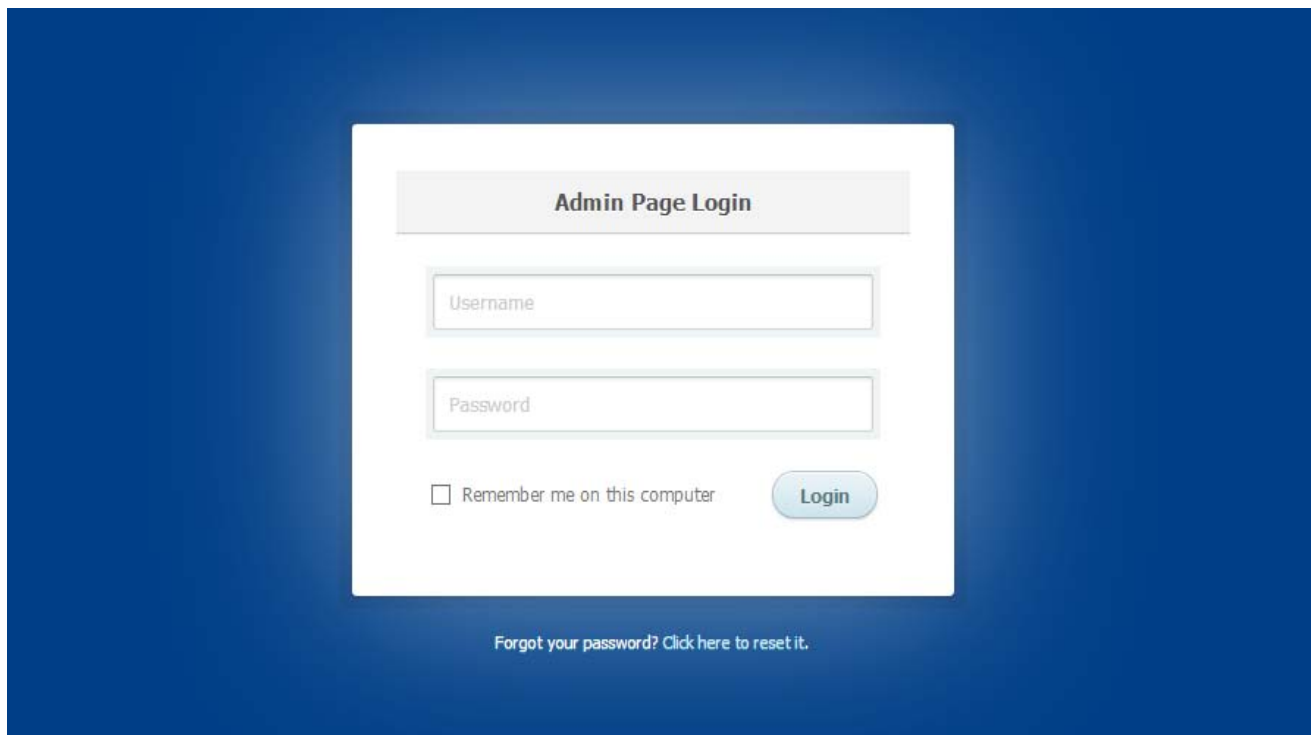 Admin Page Login
Username
Password
Remember me on this computer
Login
Forgot your password? Click here to reset it.